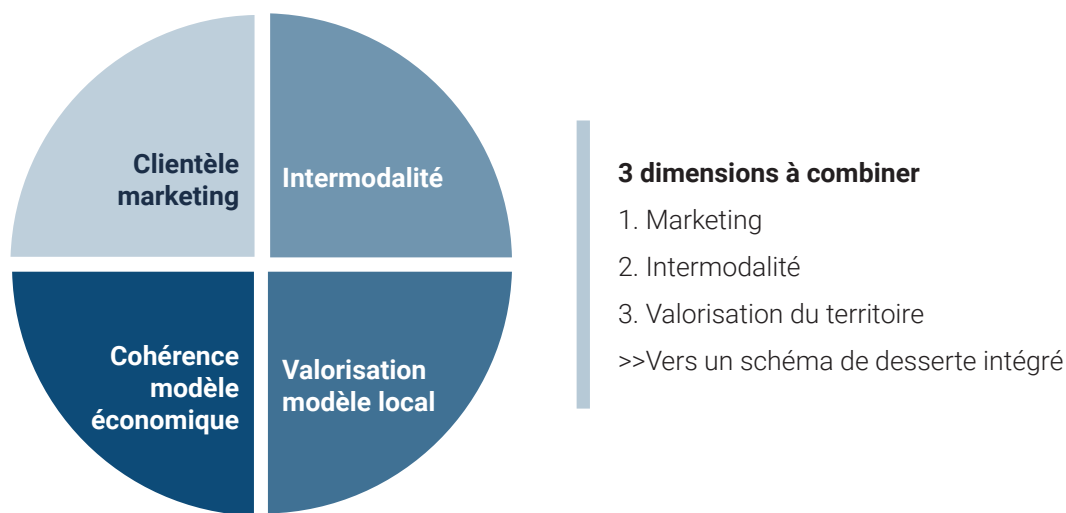 Clientèle
marketing
Intermodalité
Cohérence
modèle
économique
Valorisation
modèle local
3 dimensions à combiner
1. Marketing
2. Intermodalité
3. Valorisation du territoire
>>Vers un schéma de desserte intégré